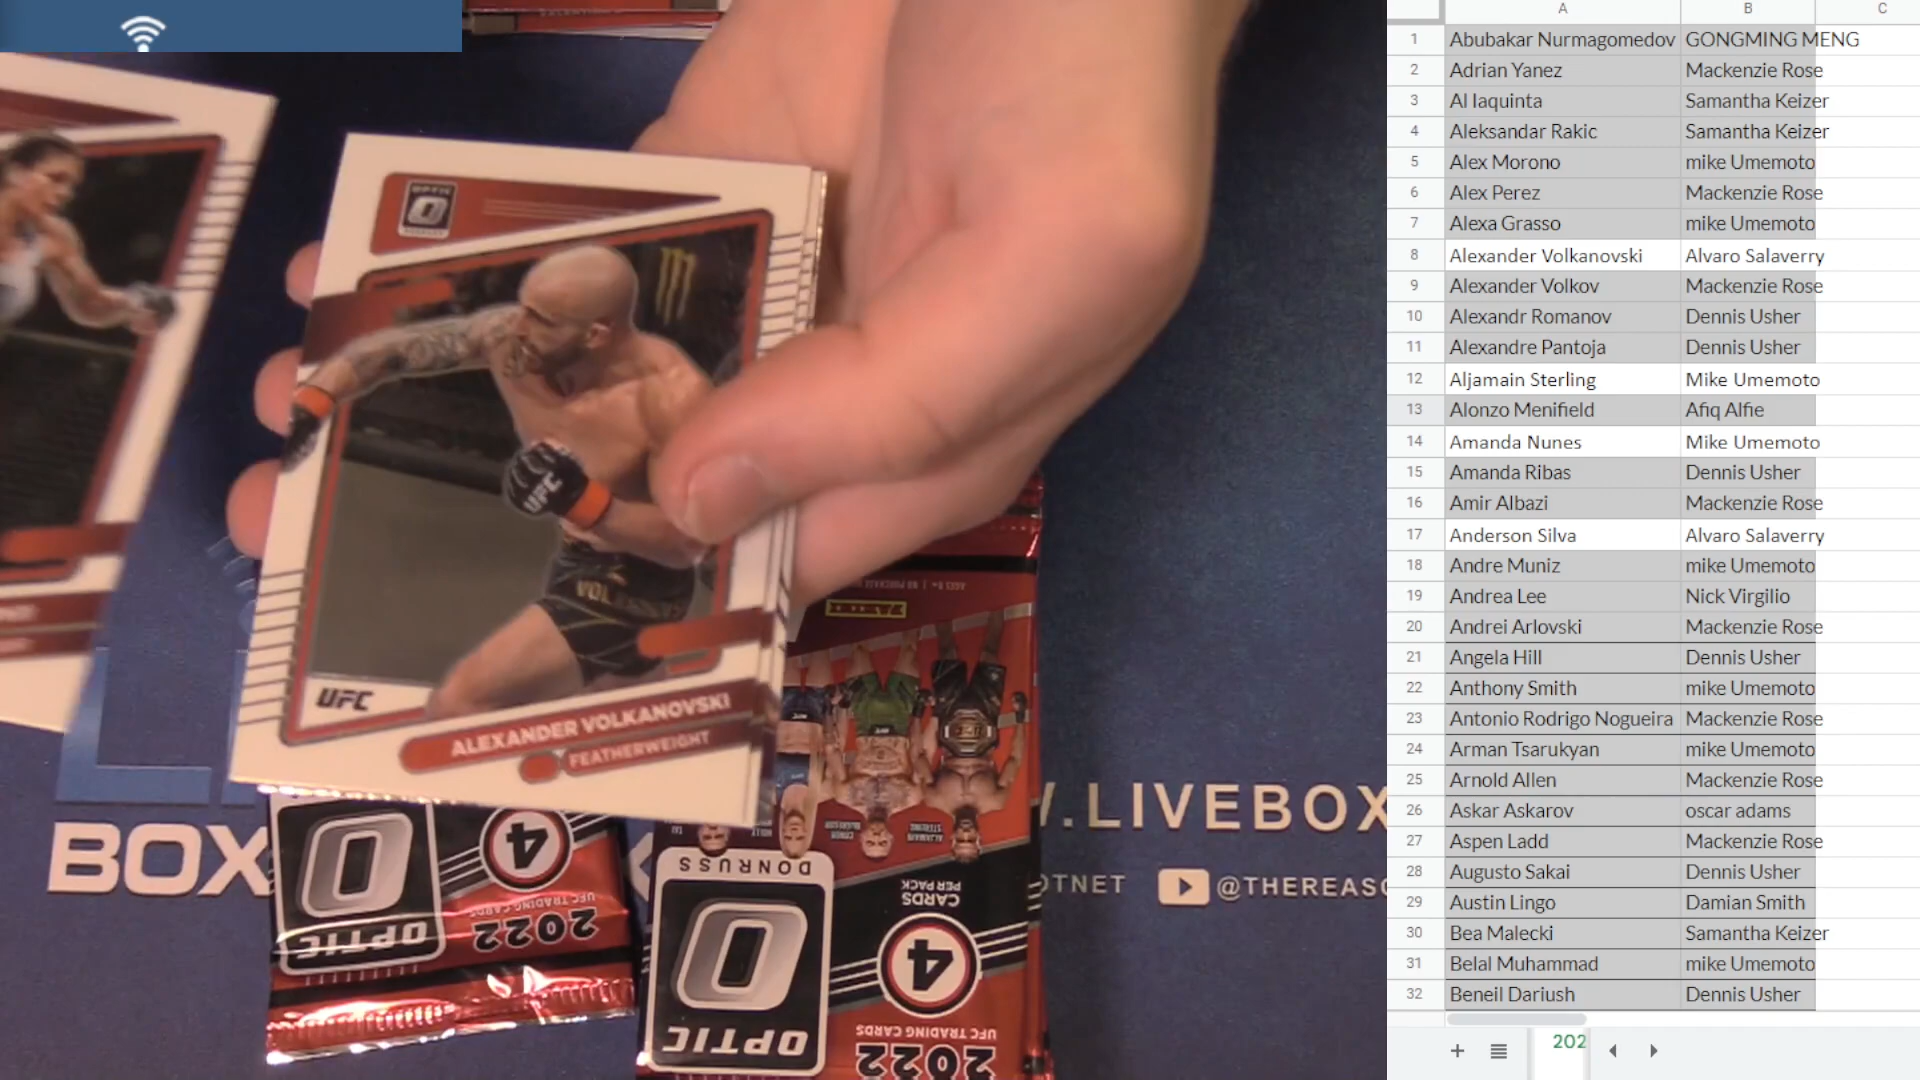 OPTIC
UFC
VOLKANOVSKI
ALEXANDER VOLKANOVSKI
FEATHERWEIGHT
UFC
BOX
W.LIVEBOX
@THEREASO
OTNET
DONRUSS
OPTIC
4
CARDS
PER PACK
UFC TRADING CARDS
2022
OPTIC
4
UFC TRADING CARDS
2022
A B C
1 Abubakar Nurmagomedov GONGMING MENG
2 Adrian Yanez Mackenzie Rose
3 Al Iaquinta Samantha Keizer
4 Aleksandar Rakic Samantha Keizer
5 Alex Morono mike Umemoto
6 Alex Perez Mackenzie Rose
7 Alexa Grasso mike Umemoto
8 Alexander Volkanovski Alvaro Salaverry
9 Alexander Volkov Mackenzie Rose
10 Alexandr Romanov Dennis Usher
11 Alexandre Pantoja Dennis Usher
12 Aljamain Sterling Mike Umemoto
13 Alonzo Menifield Afiq Alfie
14 Amanda Nunes Mike Umemoto
15 Amanda Ribas Dennis Usher
16 Amir Albazi Mackenzie Rose
17 Anderson Silva Alvaro Salaverry
18 Andre Muniz mike Umemoto
19 Andrea Lee Nick Virgilio
20 Andrei Arlovski Mackenzie Rose
21 Angela Hill Dennis Usher
22 Anthony Smith mike Umemoto
23 Antonio Rodrigo Nogueira Mackenzie Rose
24 Arman Tsarukyan mike Umemoto
25 Arnold Allen Mackenzie Rose
26 Askar Askarov oscar adams
27 Aspen Ladd Mackenzie Rose
28 Augusto Sakai Dennis Usher
29 Austin Lingo Damian Smith
30 Bea Malecki Samantha Keizer
31 Belal Muhammad mike Umemoto
32 Beneil Dariush Dennis Usher
202